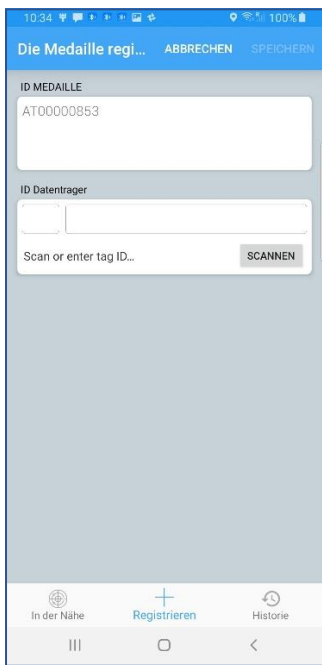 10:34 100%
Die Medaille regi... ABBRECHEN SPEICHERN
ID MEDAILLE
AT00000853
ID Datentrager
Scan or enter tag ID... SCANNEN
In der Nähe Registrieren Historie